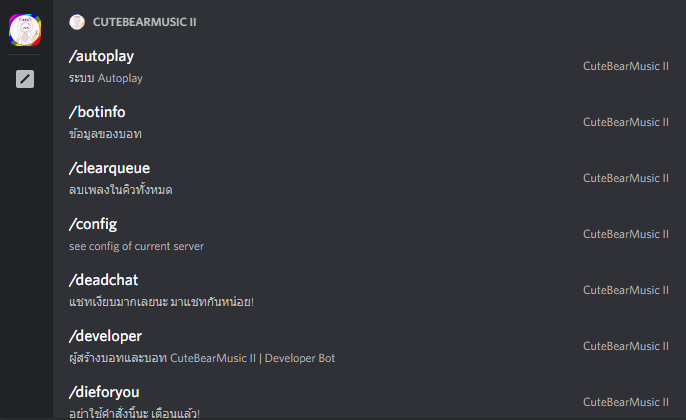 CUTEBEARMUSIC II
/autoplay
ระบบ Autoplay
CuteBearMusic II
/botinfo
ข้อมูลของบอท
CuteBearMusic II
/clearqueue
ลบเพลงในคิวทั้งหมด
CuteBearMusic II
/config
see config of current server
CuteBearMusic II
/deadchat
แชทเงียบมากเลยนะ มาแชทกันหน่อย!
CuteBearMusic II
/developer
ผู้สร้างบอทและบอท CuteBearMusic II | Developer Bot
CuteBearMusic II
/dieforyou
อย่าใช้คำสั่งนี้นะ เตือนแล้ว!
CuteBearMusic II